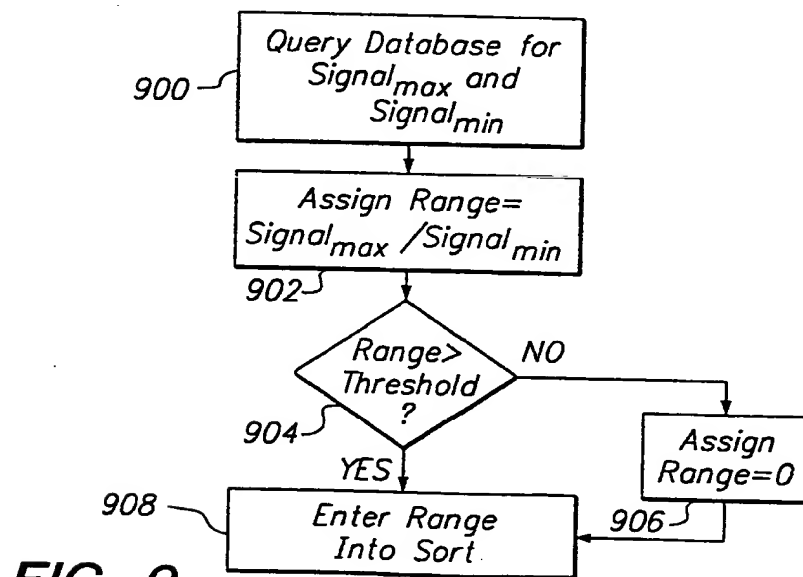 Query Database for
Signalmax and
Signalmin
900
Assign Range=
Signalmax /Signalmin
902
Range>
Threshold
?
NO
904
YES
Assign
Range=0
906
908
Enter Range
Into Sort